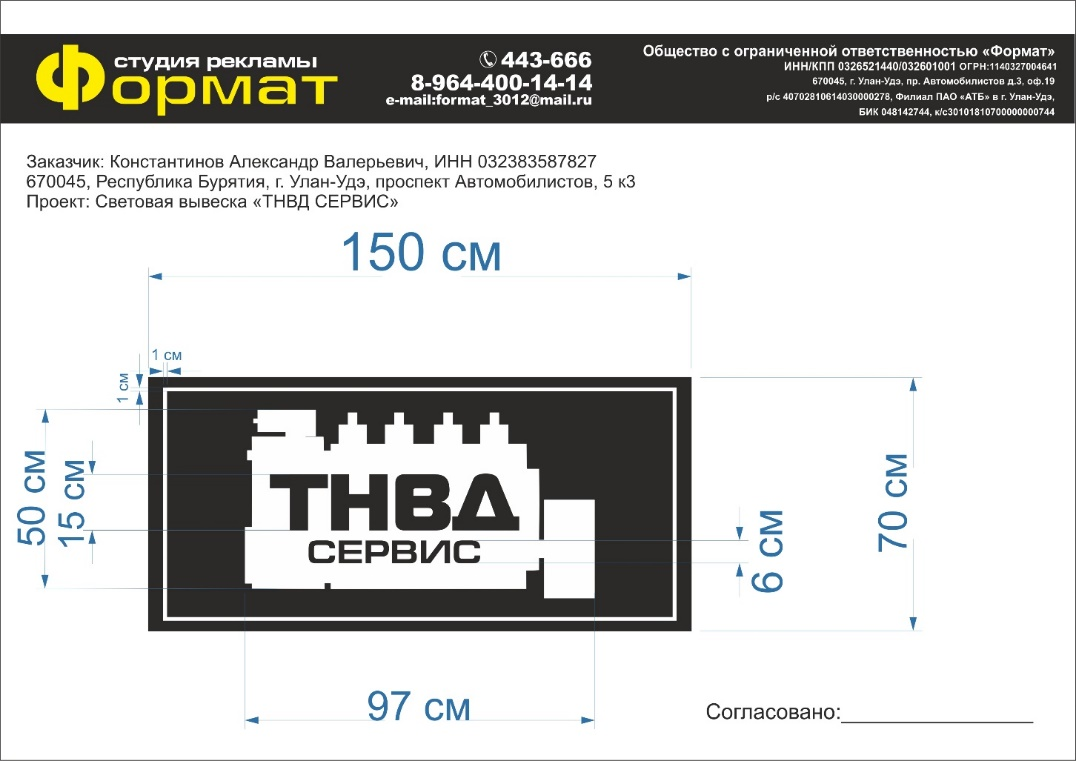 студия рекламы
Формат
443-666
8-964-400-14-14
e-mail:format_3012@mail.ru
Общество с ограниченной ответственностью «Формат»
ИНН/КПП 0326521440/032601001 ОГРН:1140327004641
670045, г. Улан-Удэ, пр. Автомобилистов д.3, оф.19
р/с 40702810614030000278, Филиал ПАО «АТБ» в г. Улан-Удэ,
БИК 048142744, к/с30101810700000000744
Заказчик: Константинов Александр Валерьевич, ИНН 032383587827
670045, Республика Бурятия, г. Улан-Удэ, проспект Автомобилистов, 5 к3
Проект: Световая вывеска «ТНВД СЕРВИС»
150 см
1 см
1 см
50 см
15 см
ТНВД
СЕРВИС
6 см
70 см
97 см
Согласовано: